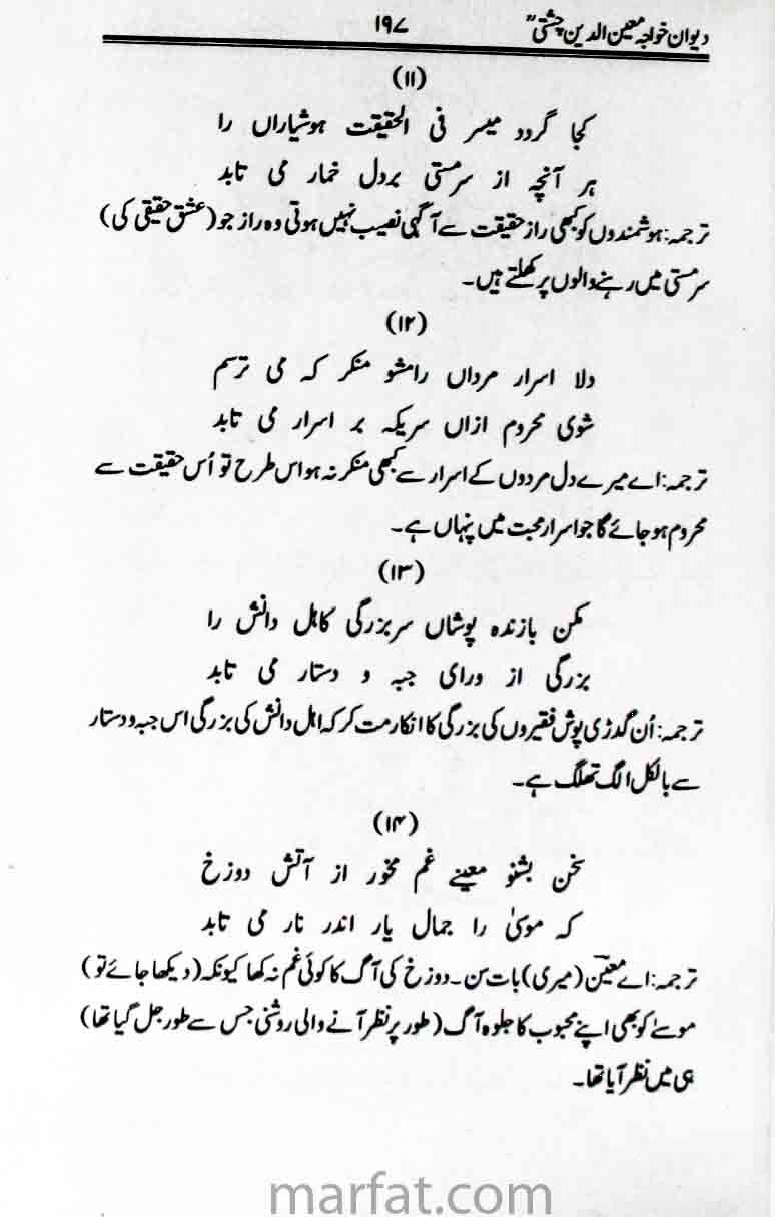 دیوان خواجہ معین الدین چشتیؒ
۱۹۷
(۱۱)
کجا گردد میسر فی الحقیقت ہوشیاراں را
ہر آنچہ از سرمستی بردل خمار می تابد
ترجمہ: ہوشمندوں کو کبھی راز حقیقت سے آگہی نصیب نہیں ہوتی وہ راز جو (عشق حقیقی کی)
سرمستی میں رہنے والوں پر کھلتے ہیں۔
(۱۲)
دلا اسرار مرداں رامشو منکر کہ می ترسم
شوی محروم ازاں سریکہ بر اسرار می تابد
ترجمہ: اے میرے دل مردوں کے اسرار سے کبھی منکر نہ ہو اس طرح تو اُس حقیقت سے
محروم ہو جائے گا جو اسرار محبت میں پنہاں ہے۔
(۱۳)
مکن بازندہ پوشاں سربزرگی کاہل دانش را
بزرگی از ورای جبہ و دستار می تابد
ترجمہ: اُن گدڑی پوش فقیروں کی بزرگی کا انکار مت کر کہ اہل دانش کی بزرگی اس جبہ و دستار
سے بالکل الگ تھلگ ہے۔
(۱۴)
سخن بشنو معینے غم مخور از آتش دوزخ
کہ موسیٰ را جمال یار اندر نار می تابد
ترجمہ: اے معینؔ (میری) بات سن۔ دوزخ کی آگ کا کوئی غم نہ کھا کیونکہ (دیکھا جائے تو)
موسےٰ کو بھی اپنے محبوب کا جلوہ آگ (طور پر نظر آنے والی روشنی جس سے طور جل گیا تھا)
ہی میں نظر آیا تھا۔
marfat.com